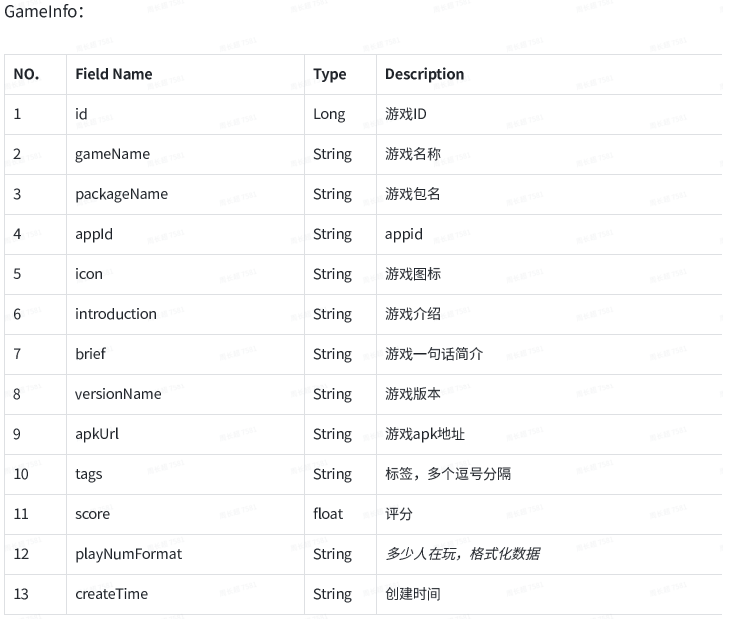 GameInfo：
NO. Field Name Type Description
1 id Long 游戏ID
2 gameName String 游戏名称
3 packageName String 游戏包名
4 appId String appid
5 icon String 游戏图标
6 introduction String 游戏介绍
7 brief String 游戏一句话简介
8 versionName String 游戏版本
9 apkUrl String 游戏apk地址
10 tags String 标签，多个逗号分隔
11 score float 评分
12 playNumFormat String 多少人在玩，格式化数据
13 createTime String 创建时间